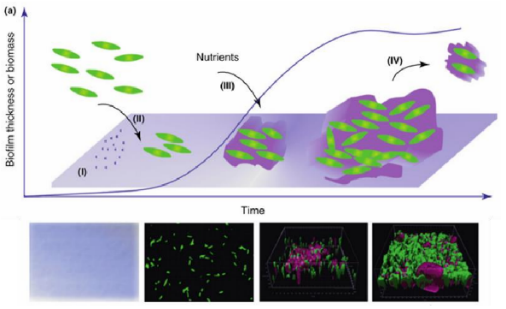 (a)
Biofilm thickness or biomass
Nutrients
(IV)
(III)
(II)
(I)
Time